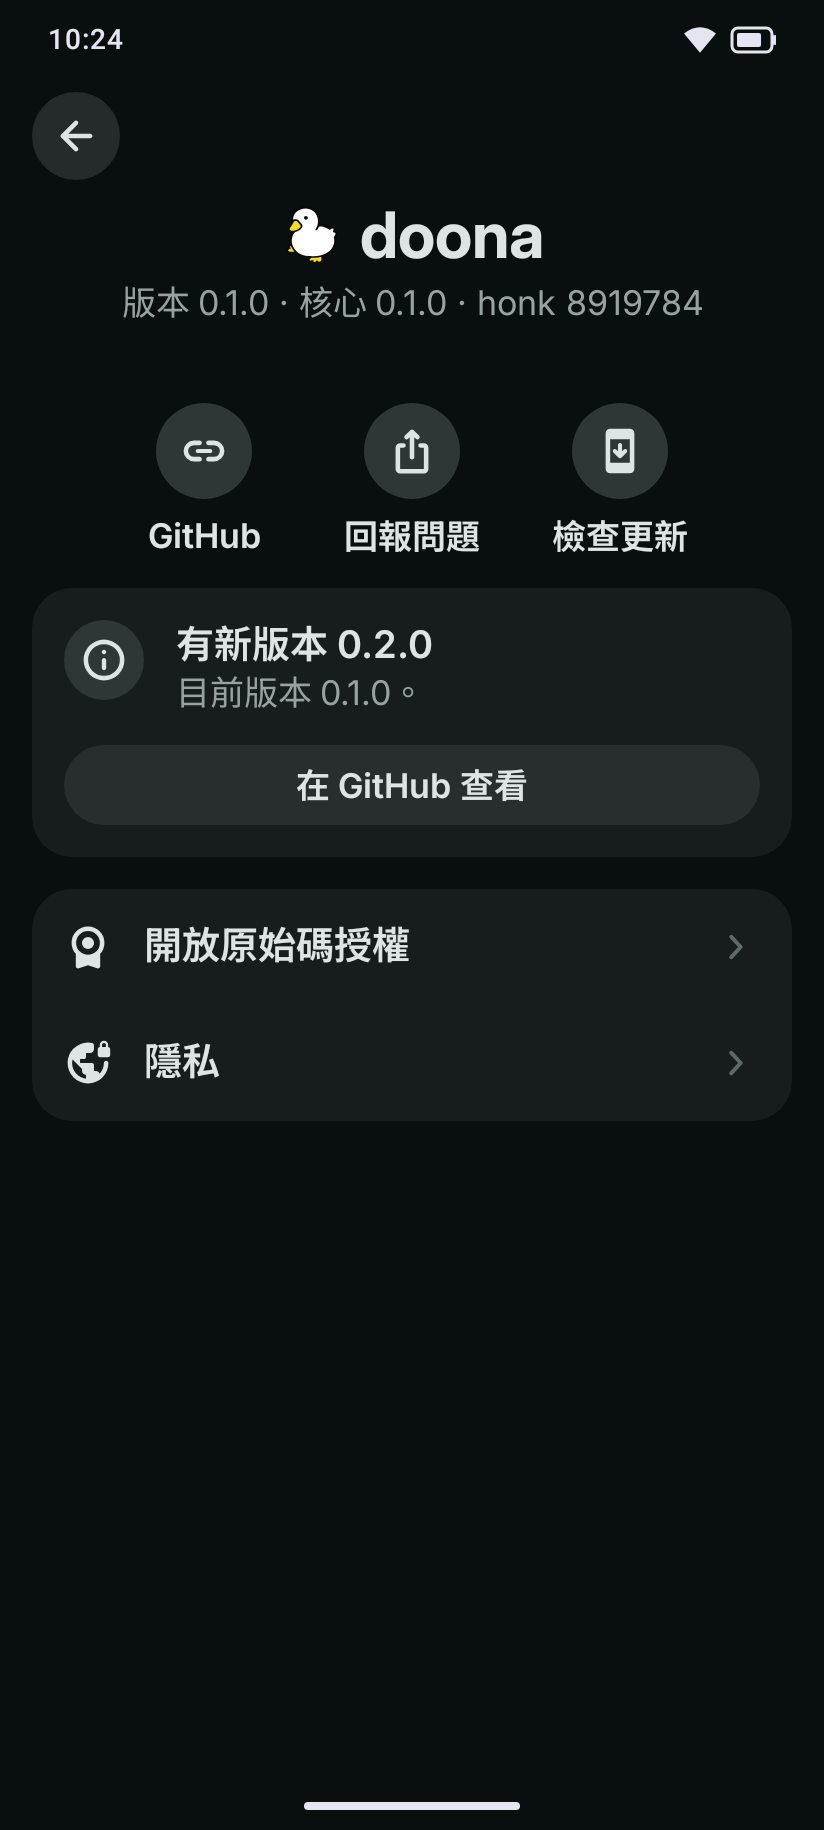 10:24
doona
版本 0.1.0 · 核心 0.1.0 · honk 8919784
GitHub
回報問題
檢查更新
有新版本 0.2.0
目前版本 0.1.0。
在 GitHub 查看
開放原始碼授權
隱私